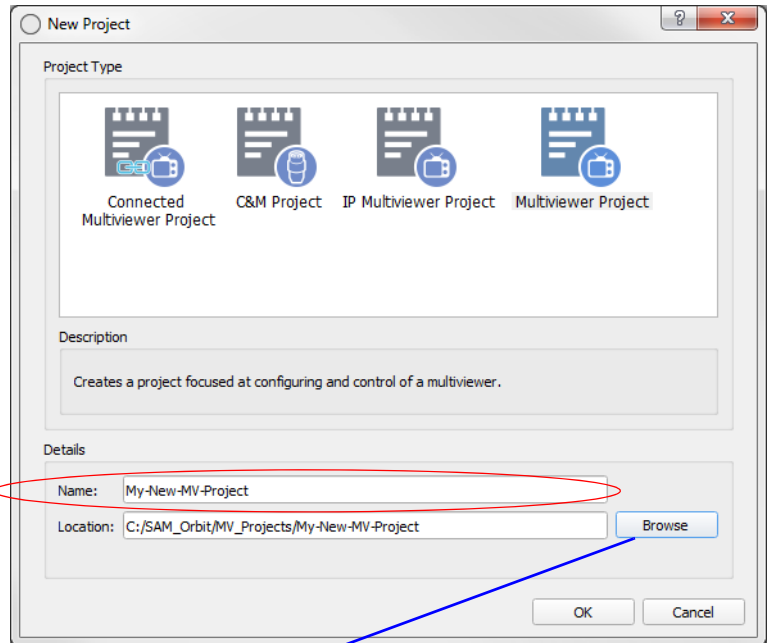 New Project
?
x
Project Type
Connected
Multiviewer Project
C&M Project
IP Multiviewer Project
Multiviewer Project
Description
Creates a project focused at configuring and control of a multiviewer.
Details
Name: My-New-MV-Project
Location: C:/SAM_Orbit/MV_Projects/My-New-MV-Project
Browse
OK
Cancel